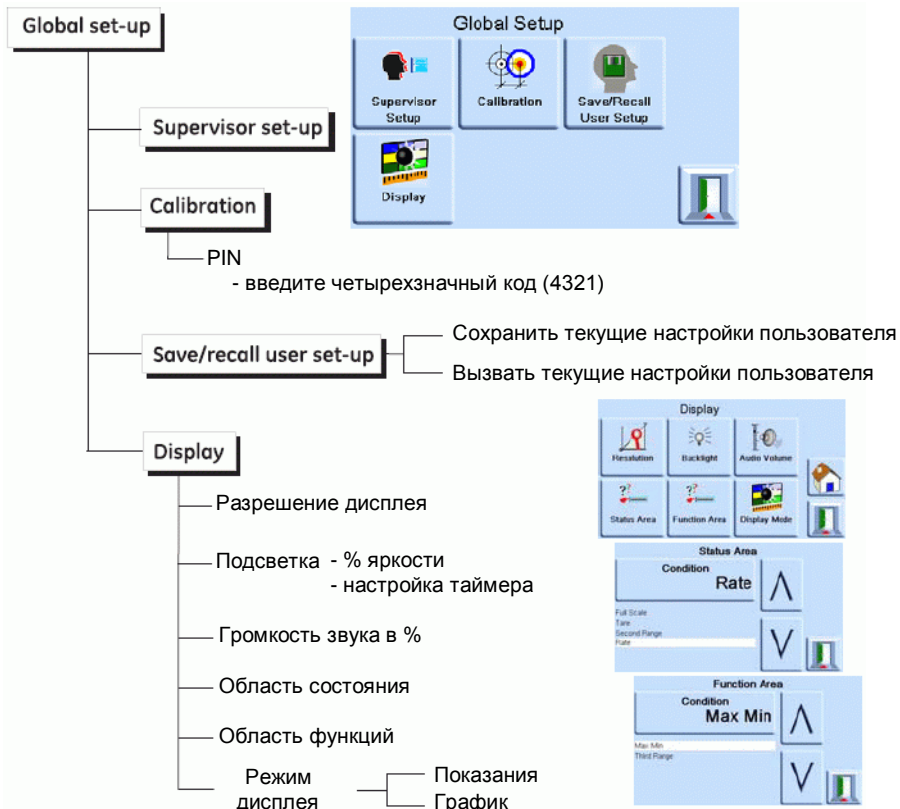 Global set-up
Global Setup
Supervisor
Setup
Calibration
Save/Recall
User Setup
Display
Supervisor set-up
Calibration
PIN
- введите четырехзначный код (4321)
Save/recall user set-up
Сохранить текущие настройки пользователя
Вызвать текущие настройки пользователя
Display
Разрешение дисплея
Подсветка - % яркости
- настройка таймера
Громкость звука в %
Область состояния
Область функций
Режим
дисплея
Показания
График
Display
Resolution
Backlight
Audio Volume
Status Area
Function Area
Display Mode
Status Area
Condition
Rate
Full Scale
Tare
Second Range
Rate
Function Area
Condition
Max Min
Max Min
Third Range